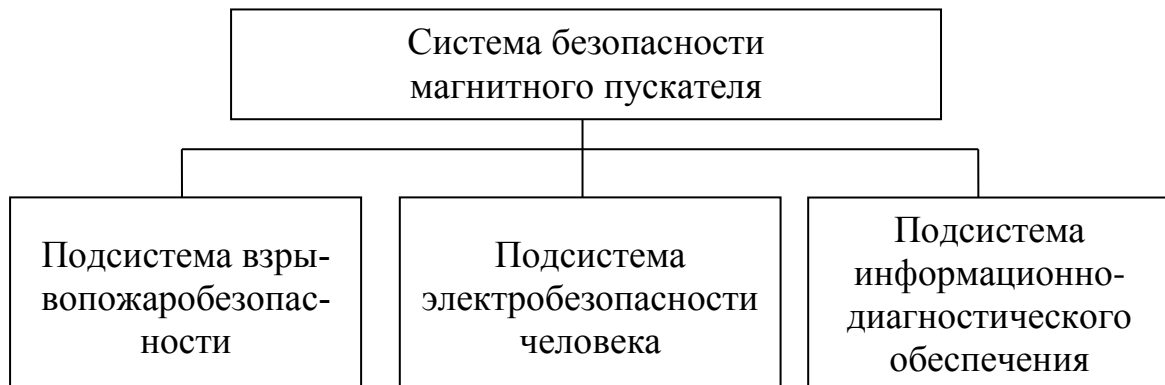 Система безопасности
магнитного пускателя
Подсистема взры-
вопожаробезопас-
ности
Подсистема
электробезопасности
человека
Подсистема
информационно-
диагностического
обеспечения